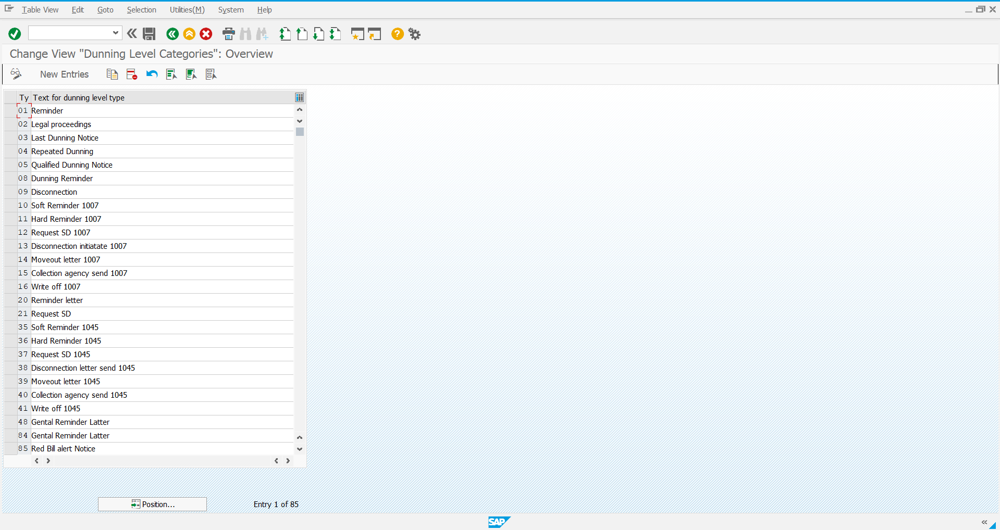 Table View Edit Goto Selection Utilities(M) System Help
Change View "Dunning Level Categories": Overview
New Entries
Ty Text for dunning level type
01 Reminder
02 Legal proceedings
03 Last Dunning Notice
04 Repeated Dunning
05 Qualified Dunning Notice
08 Dunning Reminder
09 Disconnection
10 Soft Reminder 1007
11 Hard Reminder 1007
12 Request SD 1007
13 Disconnection initiatate 1007
14 Moveout letter 1007
15 Collection agency send 1007
16 Write off 1007
20 Reminder letter
21 Request SD
35 Soft Reminder 1045
36 Hard Reminder 1045
37 Request SD 1045
38 Disconnection letter send 1045
39 Moveout letter 1045
40 Collection agency send 1045
41 Write off 1045
48 Gental Reminder Latter
84 Gental Reminder Latter
85 Red Bill alert Notice
Position... Entry 1 of 85
SAP